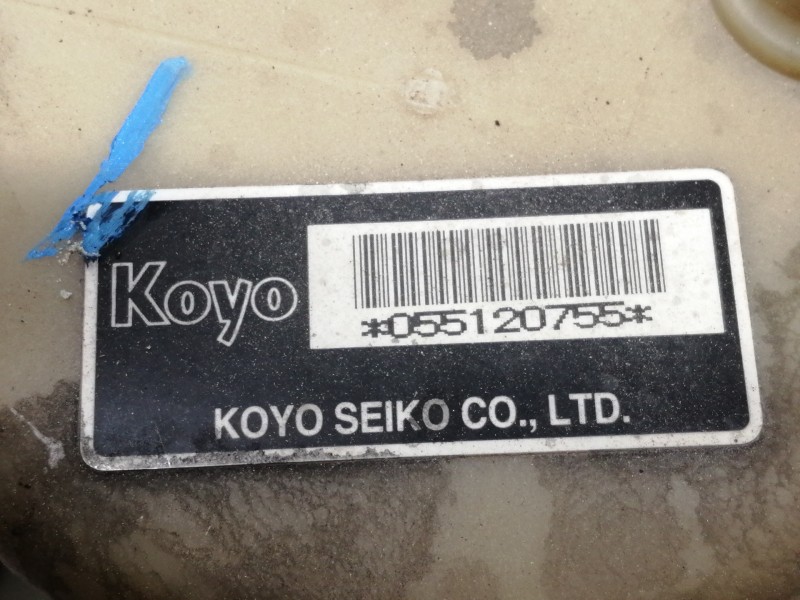 Koyo
*055120755*
KOYO SEIKO CO., LTD.